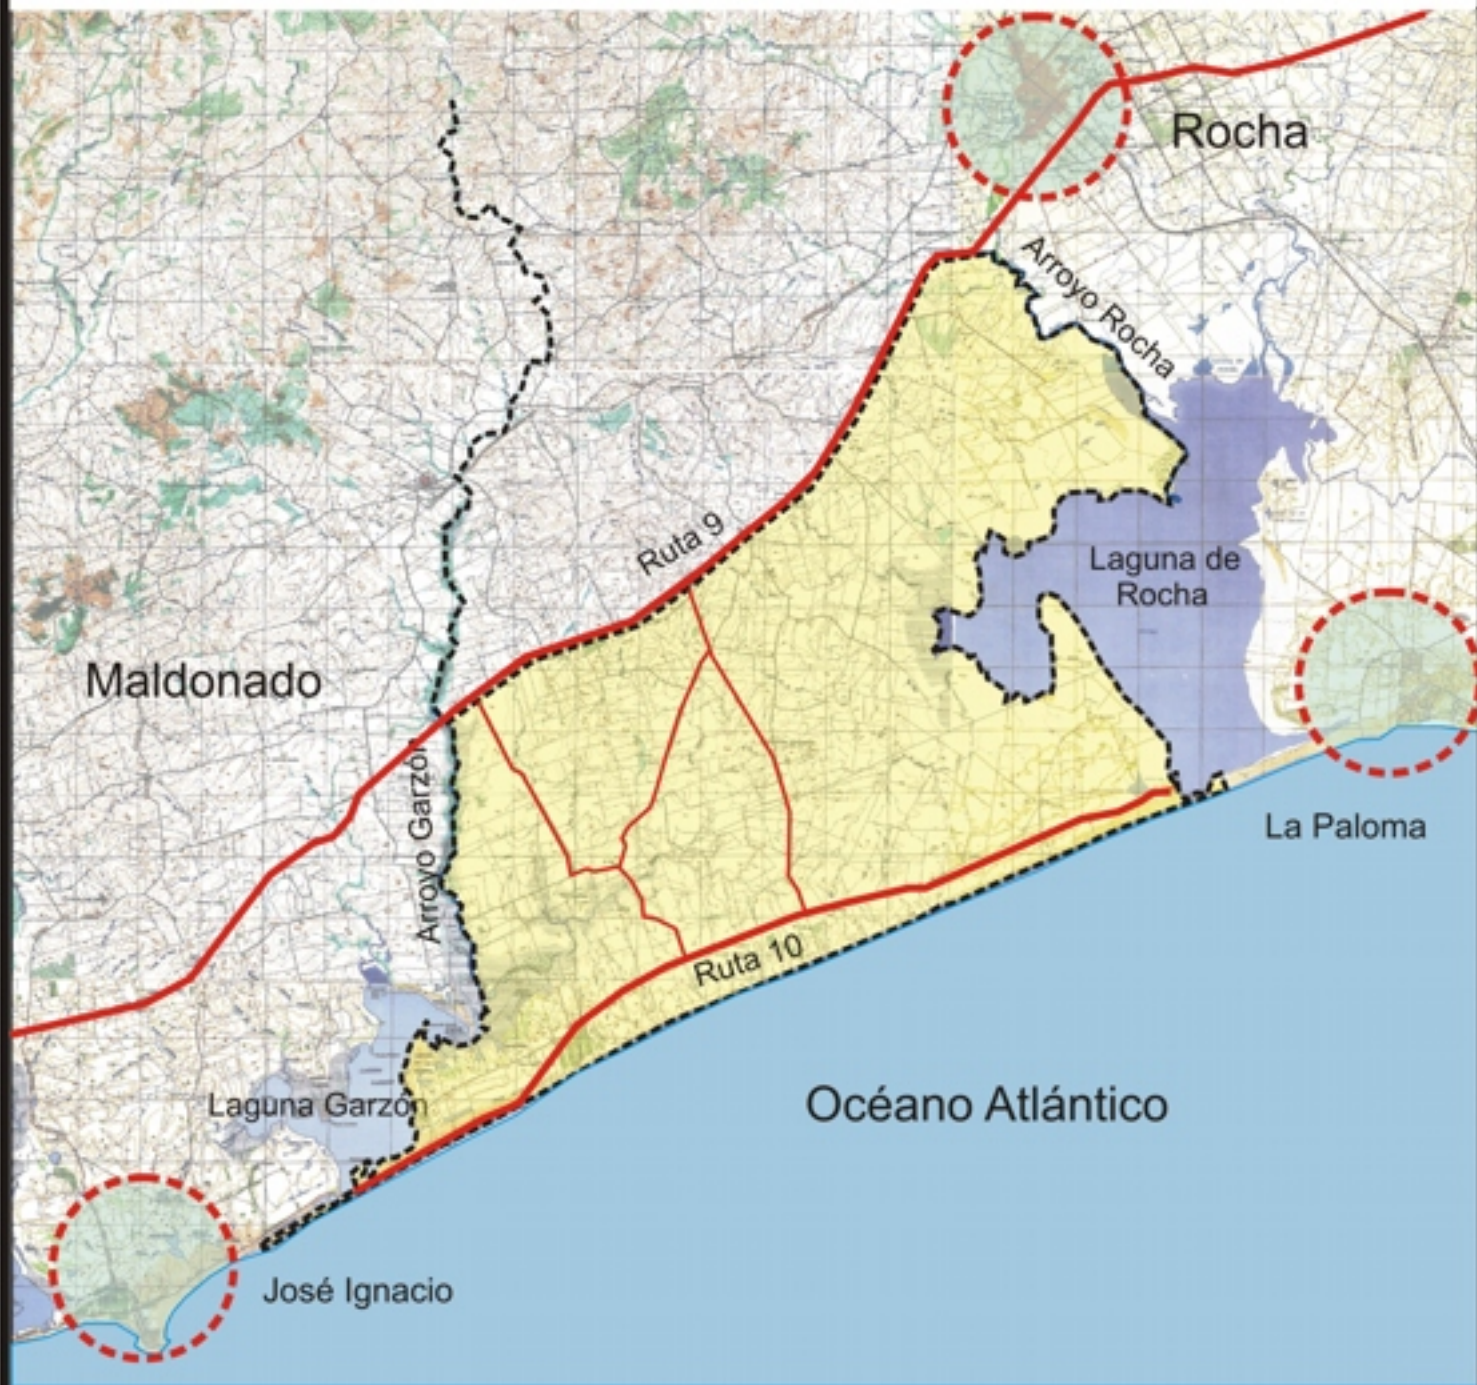 Rocha
Arroyo Rocha
Ruta 9
Laguna de
Rocha
Maldonado
Arroyo Garzón
La Paloma
Ruta 10
Laguna Garzón
Océano Atlántico
José Ignacio